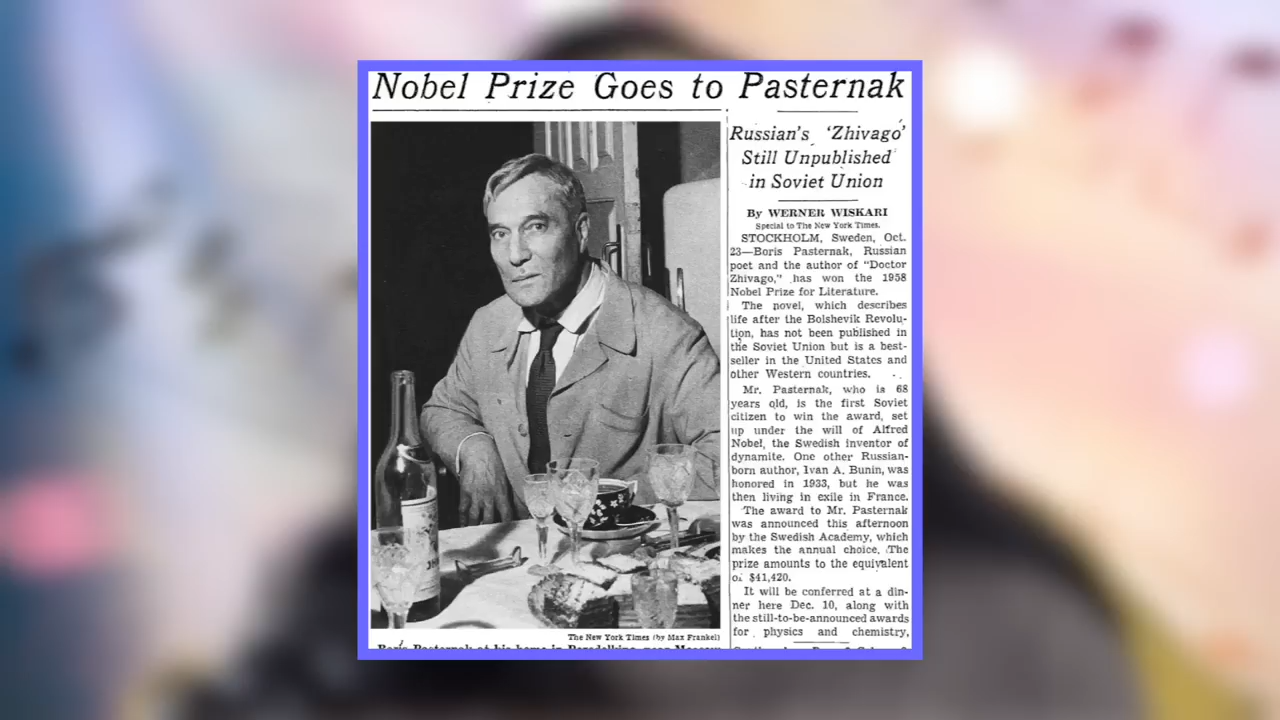 Nobel Prize Goes to Pasternak
Russian's 'Zhivago'
Still Unpublished
in Soviet Union
By WERNER WISKARI
Special to The New York Times.
STOCKHOLM, Sweden, Oct.
23—Boris Pasternak, Russian
poet and the author of "Doctor
Zhivago," has won the 1958
Nobel Prize for Literature.
The novel, which describes
life after the Bolshevik Revolu-
tion, has not been published in
the Soviet Union but is a best-
seller in the United States and
other Western countries.
Mr. Pasternak, who is 68
years old, is the first Soviet
citizen to win the award, set
up under the will of Alfred
Nobel, the Swedish inventor of
dynamite. One other Russian-
born author, Ivan A. Bunin, was
honored in 1933, but he was
then living in exile in France.
The award to Mr. Pasternak
was announced this afternoon
by the Swedish Academy, which
makes the annual choice. The
prize amounts to the equivalent
of $41,420.
It will be conferred at a din-
ner here Dec. 10, along with
the still-to-be-announced awards
for physics and chemistry,
The New York Times (by Max Frankel)
Boris Pasternak at his home in Peredelkino, near Moscow